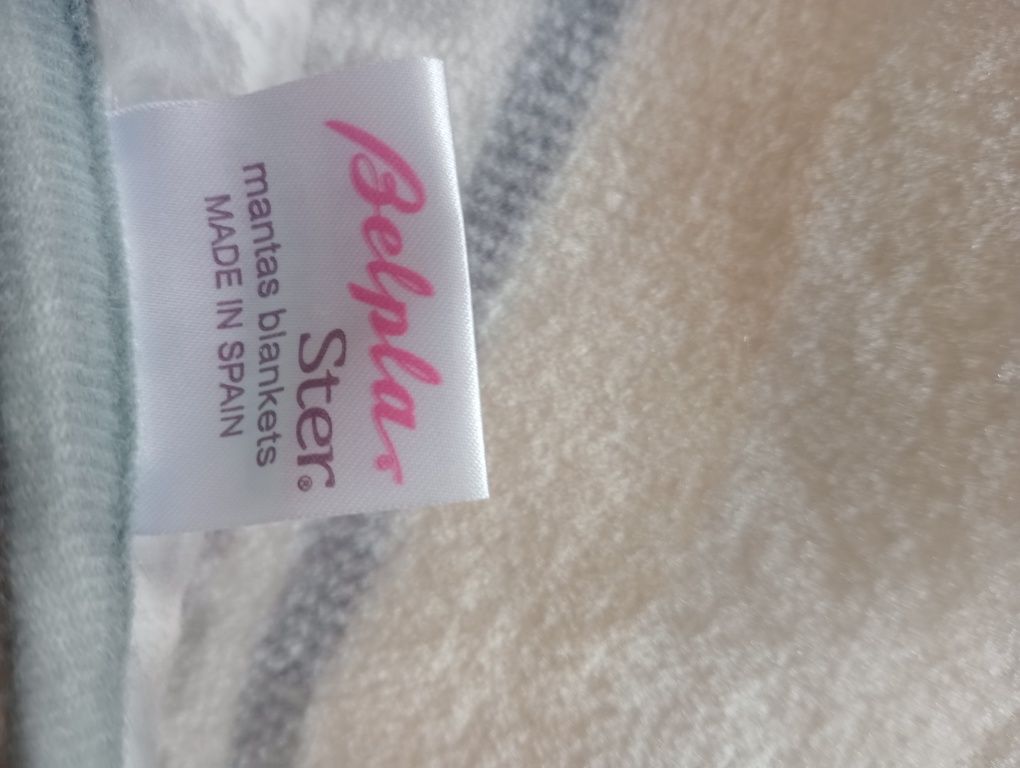 Belpla
Ster®
mantas blankets
MADE IN SPAIN